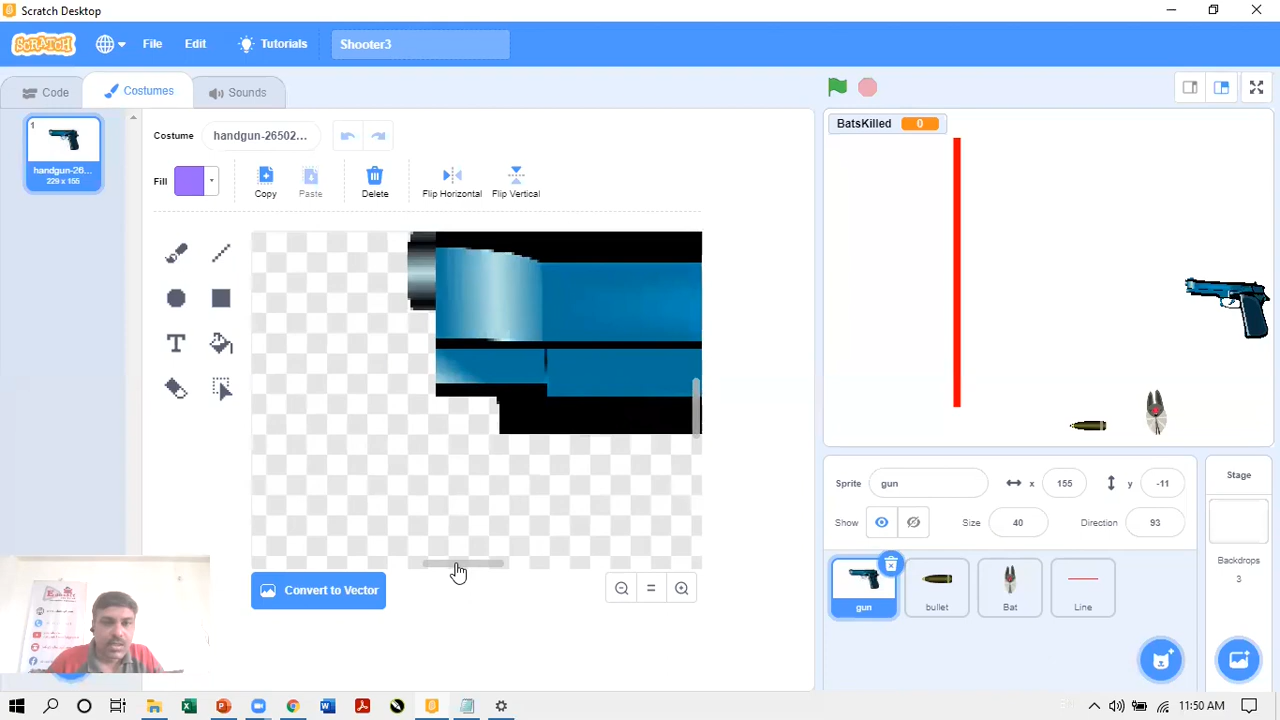 Scratch Desktop
SCRATCH File Edit Tutorials Shooter3
Code Costumes Sounds
BatsKilled 0
1
handgun-26...
229 x 155
Costume handgun-26502...
Fill Copy Paste Delete Flip Horizontal Flip Vertical
T
Convert to Vector
Sprite gun x 155 y -11
Show Size 40 Direction 93
gun bullet Bat Line
Stage
Backdrops
3
11:50 AM